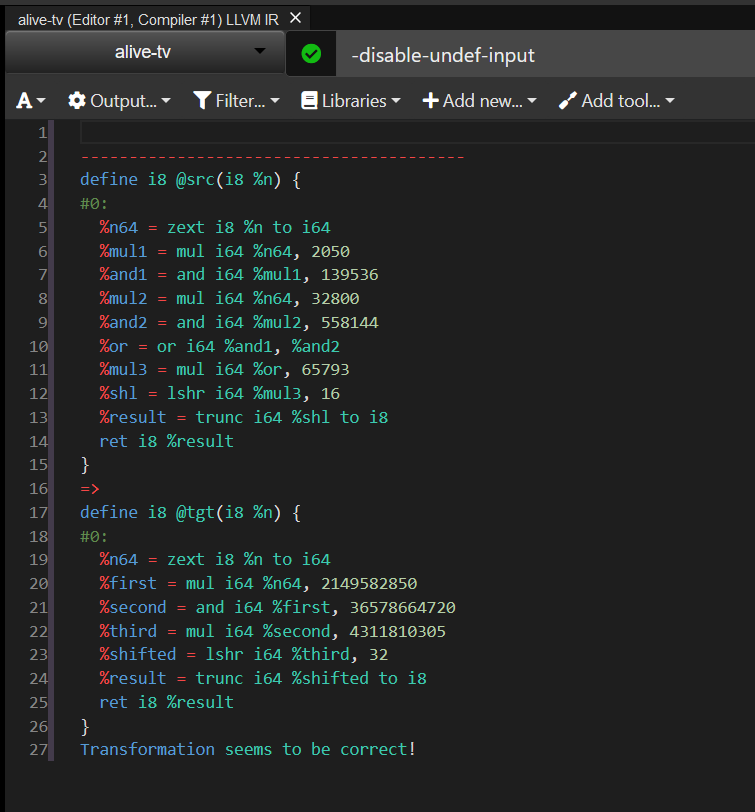 alive-tv (Editor #1, Compiler #1) LLVM IR ✕
alive-tv -disable-undef-input
A Output... Filter... Libraries Add new... Add tool...
1
2 ----------------------------------------
3 define i8 @src(i8 %n) {
4 #0:
5 %n64 = zext i8 %n to i64
6 %mul1 = mul i64 %n64, 2050
7 %and1 = and i64 %mul1, 139536
8 %mul2 = mul i64 %n64, 32800
9 %and2 = and i64 %mul2, 558144
10 %or = or i64 %and1, %and2
11 %mul3 = mul i64 %or, 65793
12 %shl = lshr i64 %mul3, 16
13 %result = trunc i64 %shl to i8
14 ret i8 %result
15 }
16 =>
17 define i8 @tgt(i8 %n) {
18 #0:
19 %n64 = zext i8 %n to i64
20 %first = mul i64 %n64, 2149582850
21 %second = and i64 %first, 36578664720
22 %third = mul i64 %second, 4311810305
23 %shifted = lshr i64 %third, 32
24 %result = trunc i64 %shifted to i8
25 ret i8 %result
26 }
27 Transformation seems to be correct!